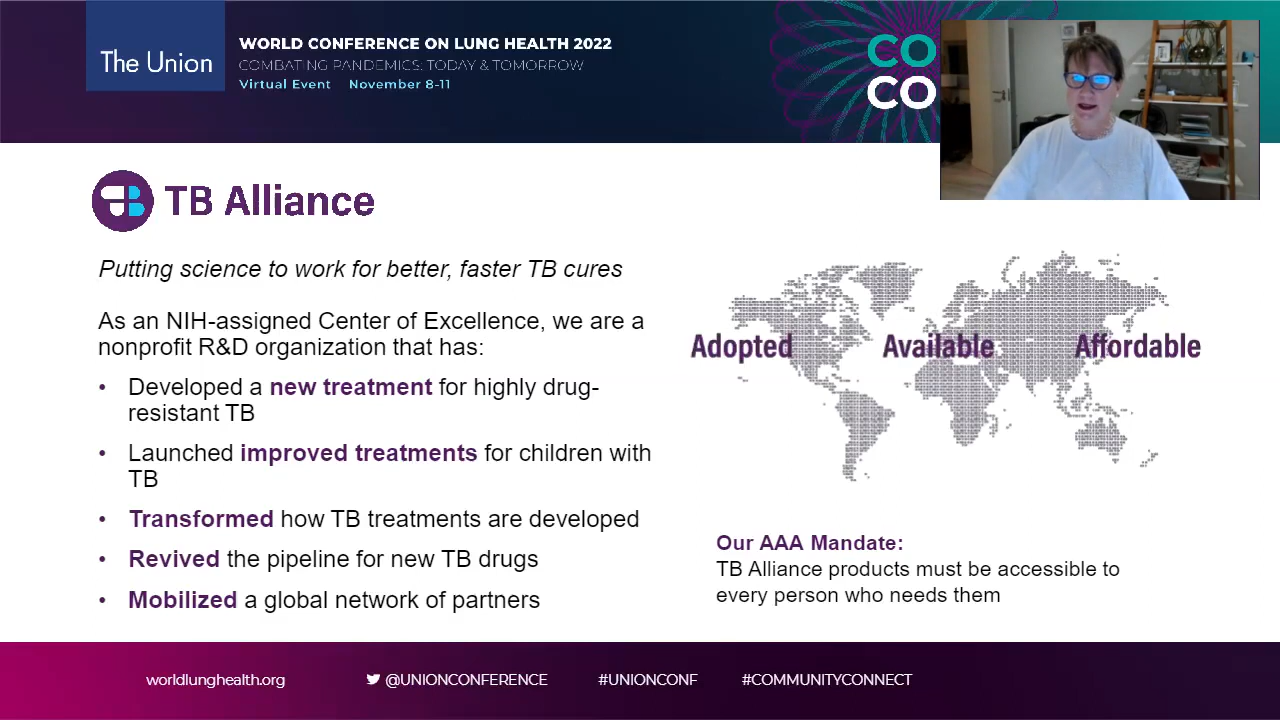 The Union
WORLD CONFERENCE ON LUNG HEALTH 2022
COMBATING PANDEMICS: TODAY & TOMORROW
Virtual Event November 8-11
CO
CO
TB Alliance
Putting science to work for better, faster TB cures
As an NIH-assigned Center of Excellence, we are a
nonprofit R&D organization that has:
• Developed a new treatment for highly drug-
resistant TB
• Launched improved treatments for children with
TB
• Transformed how TB treatments are developed
• Revived the pipeline for new TB drugs
• Mobilized a global network of partners
Adopted Available Affordable
Our AAA Mandate:
TB Alliance products must be accessible to
every person who needs them
worldlunghealth.org @UNIONCONFERENCE #UNIONCONF #COMMUNITYCONNECT